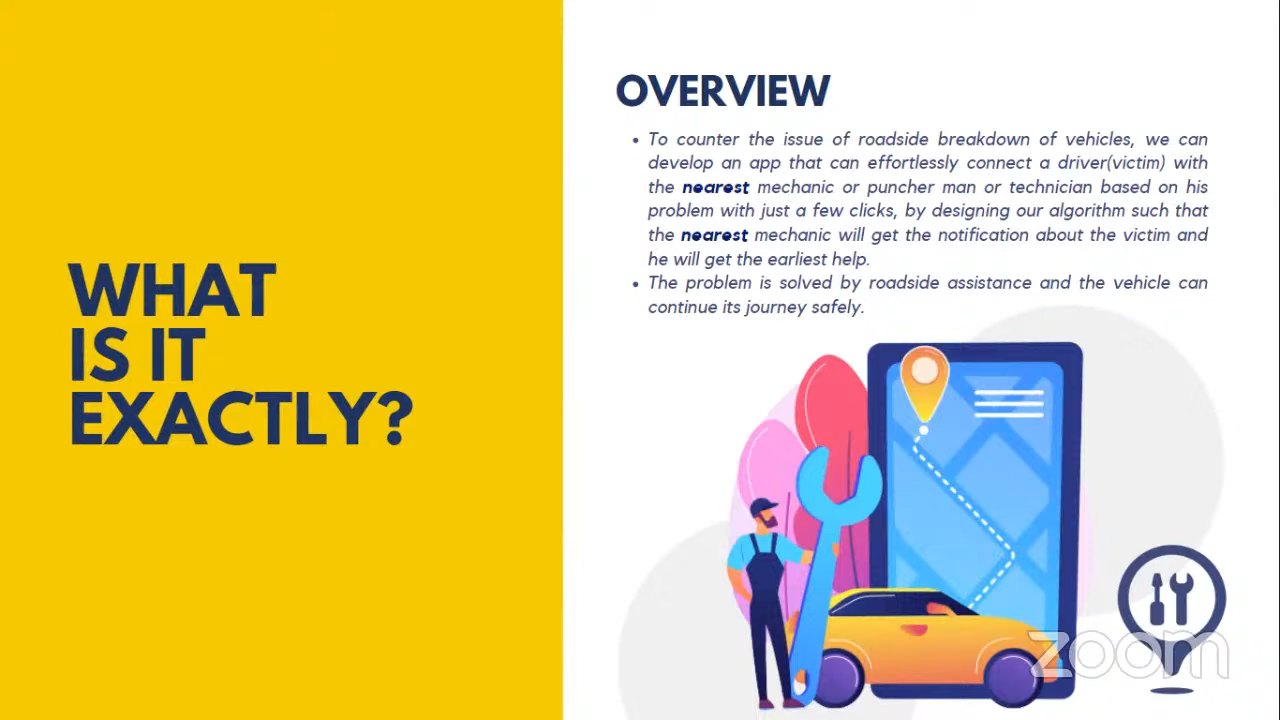 WHAT
IS IT
EXACTLY?
OVERVIEW
• To counter the issue of roadside breakdown of vehicles, we can
develop an app that can effortlessly connect a driver(victim) with
the nearest mechanic or puncher man or technician based on his
problem with just a few clicks, by designing our algorithm such that
the nearest mechanic will get the notification about the victim and
he will get the earliest help.
• The problem is solved by roadside assistance and the vehicle can
continue its journey safely.
zoom